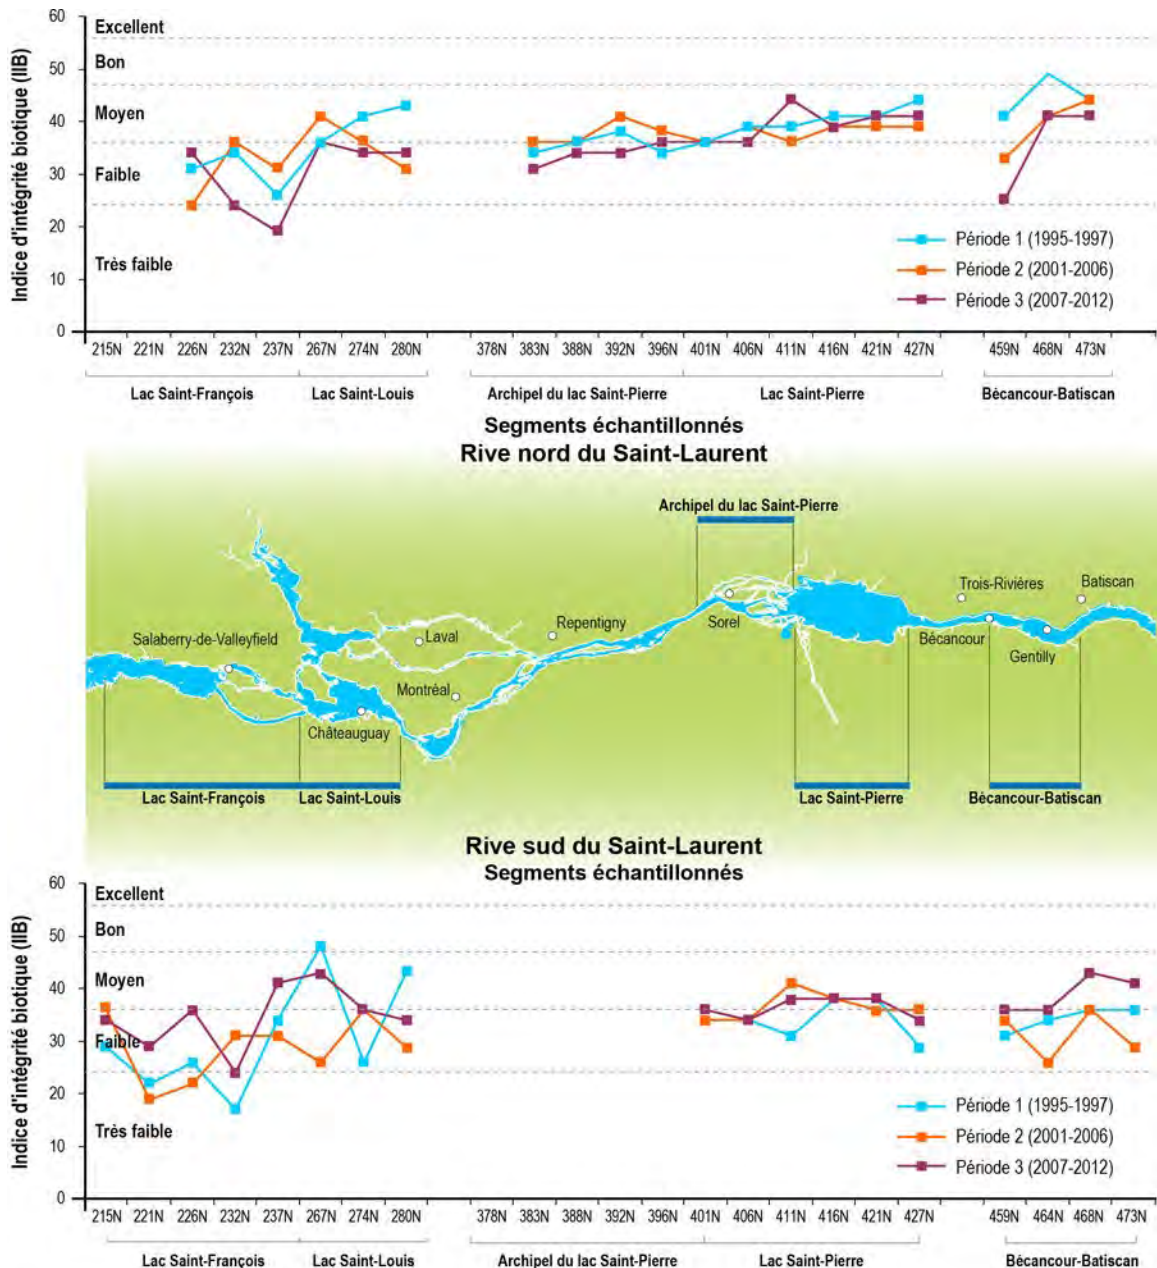 60
Excellent
50
Bon
40
Moyen
30
Faible
20
Très faible
10
0
Indice d'intégrité biotique (IIB)
Période 1 (1995-1997)
Période 2 (2001-2006)
Période 3 (2007-2012)
215N 221N 226N 232N 237N 267N 274N 280N 378N 383N 388N 392N 396N 401N 406N 411N 416N 421N 427N 459N 468N 473N
Lac Saint-François Lac Saint-Louis Archipel du lac Saint-Pierre Lac Saint-Pierre Bécancour-Batiscan
Segments échantillonnés
Rive nord du Saint-Laurent
Archipel du lac Saint-Pierre
Salaberry-de-Valleyfield
Laval
Repentigny
Sorel
Trois-Rivières
Batiscan
Bécancour
Gentilly
Montréal
Châteauguay
Lac Saint-François Lac Saint-Louis Lac Saint-Pierre Bécancour-Batiscan
Rive sud du Saint-Laurent
Segments échantillonnés
60
Excellent
50
Bon
40
Moyen
30
Faible
20
Très faible
10
0
Indice d'intégrité biotique (IIB)
Période 1 (1995-1997)
Période 2 (2001-2006)
Période 3 (2007-2012)
215N 221N 226N 232N 237N 267N 274N 280N 378N 383N 388N 392N 396N 401N 406N 411N 416N 421N 427N 459N 464N 468N 473N
Lac Saint-François Lac Saint-Louis Archipel du lac Saint-Pierre Lac Saint-Pierre Bécancour-Batiscan